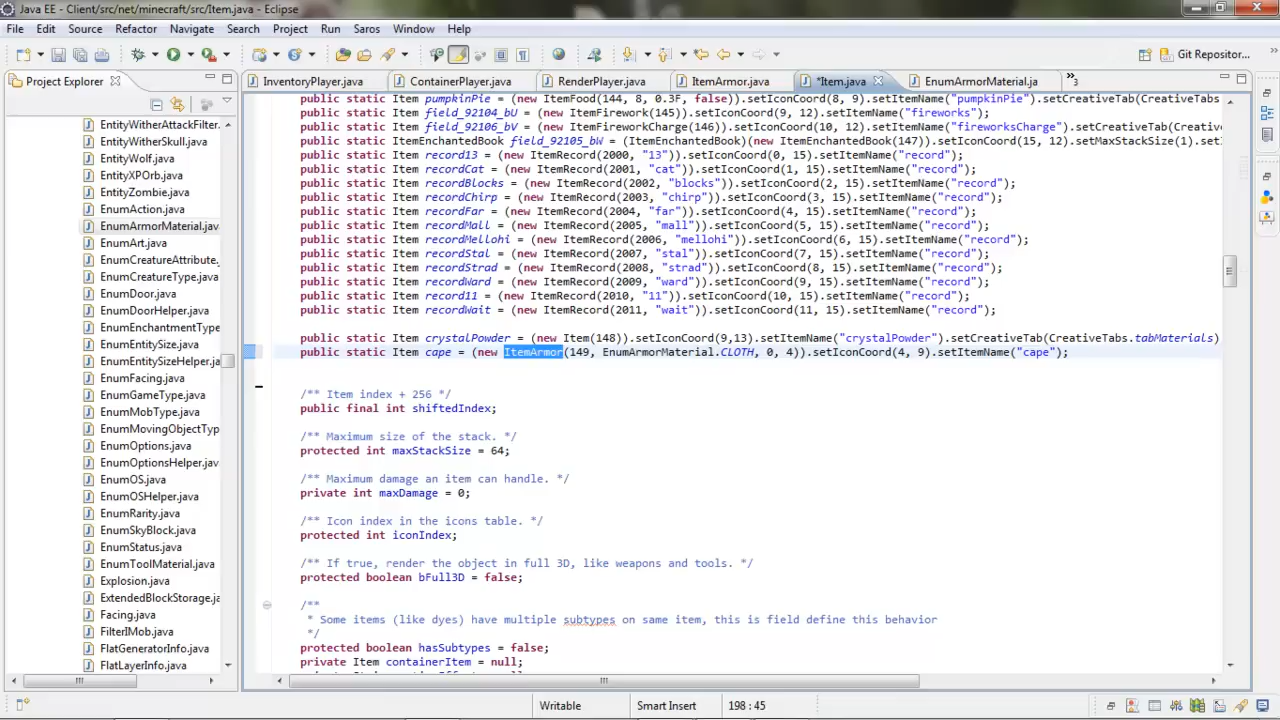 Java EE - Client/src/net/minecraft/src/Item.java - Eclipse
File Edit Source Refactor Navigate Search Project Run Saros Window Help
Git Repositor...
Project Explorer
InventoryPlayer.java ContainerPlayer.java RenderPlayer.java ItemArmor.java *Item.java EnumArmorMaterial.ja »3
EntityWitherAttackFilter.
EntityWitherSkull.java
EntityWolf.java
EntityXPOrb.java
EntityZombie.java
EnumAction.java
EnumArmorMaterial.java
EnumArt.java
EnumCreatureAttribute.
EnumCreatureType.java
EnumDoor.java
EnumDoorHelper.java
EnumEnchantmentType
EnumEntitySize.java
EnumEntitySizeHelper.ja
EnumGameType.java
EnumMobType.java
EnumMovingObjectTyp
EnumOptions.java
EnumOptionsHelper.jav
EnumOS.java
EnumOSHelper.java
EnumRarity.java
EnumSkyBlock.java
EnumStatus.java
EnumToolMaterial.java
Explosion.java
ExtendedBlockStorage.ja
Facing.java
FilterIMob.java
FlatGeneratorInfo.java
FlatLayerInfo.java
public static Item pumpkinPie = (new ItemFood(144, 8, 0.3F, false)).setIconCoord(8, 9).setItemName("pumpkinPie").setCreativeTab(CreativeTabs
public static Item field_92104_bU = (new ItemFirework(145)).setIconCoord(9, 12).setItemName("fireworks");
public static Item field_92106_bV = (new ItemFireworkCharge(146)).setIconCoord(10, 12).setItemName("fireworksCharge").setCreativeTab(Creativ
public static ItemEnchantedBook field_92105_bW = (ItemEnchantedBook)(new ItemEnchantedBook(147)).setIconCoord(15, 12).setMaxStackSize(1).set
public static Item record13 = (new ItemRecord(2000, "13")).setIconCoord(0, 15).setItemName("record");
public static Item recordCat = (new ItemRecord(2001, "cat")).setIconCoord(1, 15).setItemName("record");
public static Item recordBlocks = (new ItemRecord(2002, "blocks")).setIconCoord(2, 15).setItemName("record");
public static Item recordChirp = (new ItemRecord(2003, "chirp")).setIconCoord(3, 15).setItemName("record");
public static Item recordFar = (new ItemRecord(2004, "far")).setIconCoord(4, 15).setItemName("record");
public static Item recordMall = (new ItemRecord(2005, "mall")).setIconCoord(5, 15).setItemName("record");
public static Item recordMellohi = (new ItemRecord(2006, "mellohi")).setIconCoord(6, 15).setItemName("record");
public static Item recordStal = (new ItemRecord(2007, "stal")).setIconCoord(7, 15).setItemName("record");
public static Item recordStrad = (new ItemRecord(2008, "strad")).setIconCoord(8, 15).setItemName("record");
public static Item recordWard = (new ItemRecord(2009, "ward")).setIconCoord(9, 15).setItemName("record");
public static Item record11 = (new ItemRecord(2010, "11")).setIconCoord(10, 15).setItemName("record");
public static Item recordWait = (new ItemRecord(2011, "wait")).setIconCoord(11, 15).setItemName("record");
public static Item crystalPowder = (new Item(148)).setIconCoord(9,13).setItemName("crystalPowder").setCreativeTab(CreativeTabs.tabMaterials)
public static Item cape = (new ItemArmor(149, EnumArmorMaterial.CLOTH, 0, 4)).setIconCoord(4, 9).setItemName("cape");
/** Item index + 256 */
public final int shiftedIndex;
/** Maximum size of the stack. */
protected int maxStackSize = 64;
/** Maximum damage an item can handle. */
private int maxDamage = 0;
/** Icon index in the icons table. */
protected int iconIndex;
/** If true, render the object in full 3D, like weapons and tools. */
protected boolean bFull3D = false;
/**
* Some items (like dyes) have multiple subtypes on same item, this is field define this behavior
*/
protected boolean hasSubtypes = false;
private Item containerItem = null;
Writable Smart Insert 198 : 45